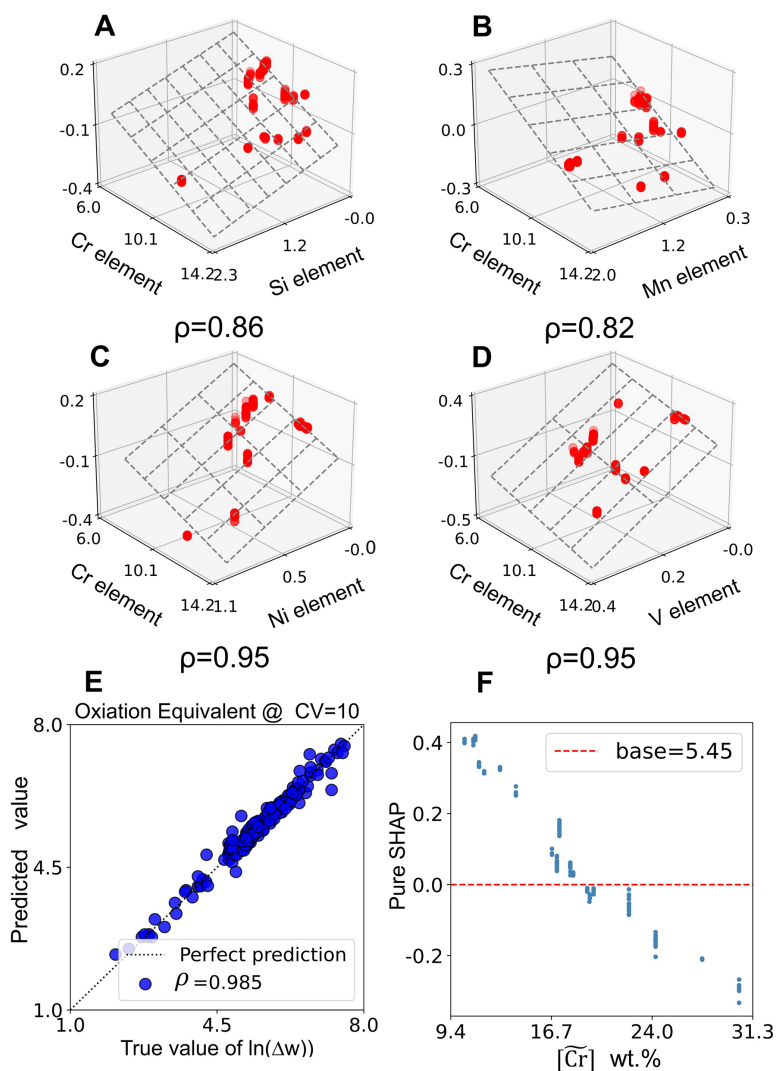 A
0.2
-0.1
-0.4
6.0
10.1
14.2
2.3
1.2
-0.0
Cr element
Si element
ρ=0.86
B
0.3
0.0
-0.3
6.0
10.1
14.2
2.0
1.2
0.3
Cr element
Mn element
ρ=0.82
C
0.2
-0.1
-0.4
6.0
10.1
14.2
1.1
0.5
-0.0
Cr element
Ni element
ρ=0.95
D
0.4
-0.1
-0.5
6.0
10.1
14.2
0.4
0.2
-0.0
Cr element
V element
ρ=0.95
E
Oxiation Equivalent @ CV=10
8.0
4.5
1.0
Predicted value
Perfect prediction
ρ=0.985
1.0
4.5
8.0
True value of ln(Δw))
F
0.4
0.2
0.0
-0.2
Pure SHAP
base=5.45
9.4
16.7
24.0
31.3
[C͠r] wt.%